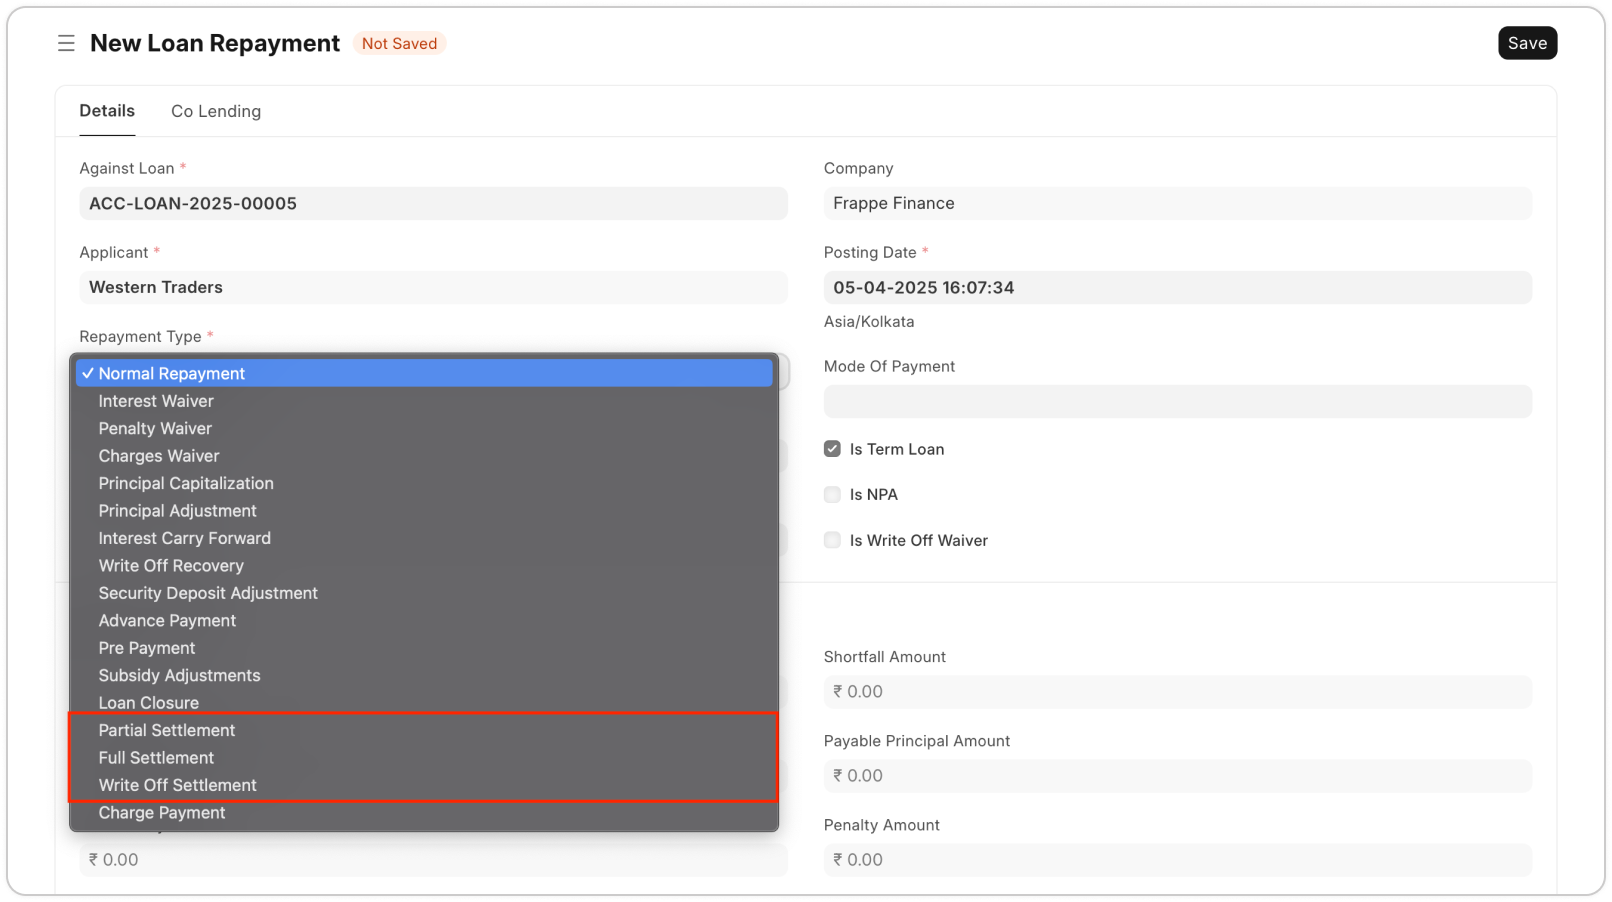 New Loan Repayment
Not Saved
Save
Details
Co Lending
Against Loan *
ACC-LOAN-2025-00005
Company
Frappe Finance
Applicant *
Western Traders
Posting Date *
05-04-2025 16:07:34
Asia/Kolkata
Repayment Type *
Normal Repayment
Interest Waiver
Penalty Waiver
Charges Waiver
Principal Capitalization
Principal Adjustment
Interest Carry Forward
Write Off Recovery
Security Deposit Adjustment
Advance Payment
Pre Payment
Subsidy Adjustments
Loan Closure
Partial Settlement
Full Settlement
Write Off Settlement
Charge Payment
₹ 0.00
Mode Of Payment
Is Term Loan
Is NPA
Is Write Off Waiver
Shortfall Amount
₹ 0.00
Payable Principal Amount
₹ 0.00
Penalty Amount
₹ 0.00